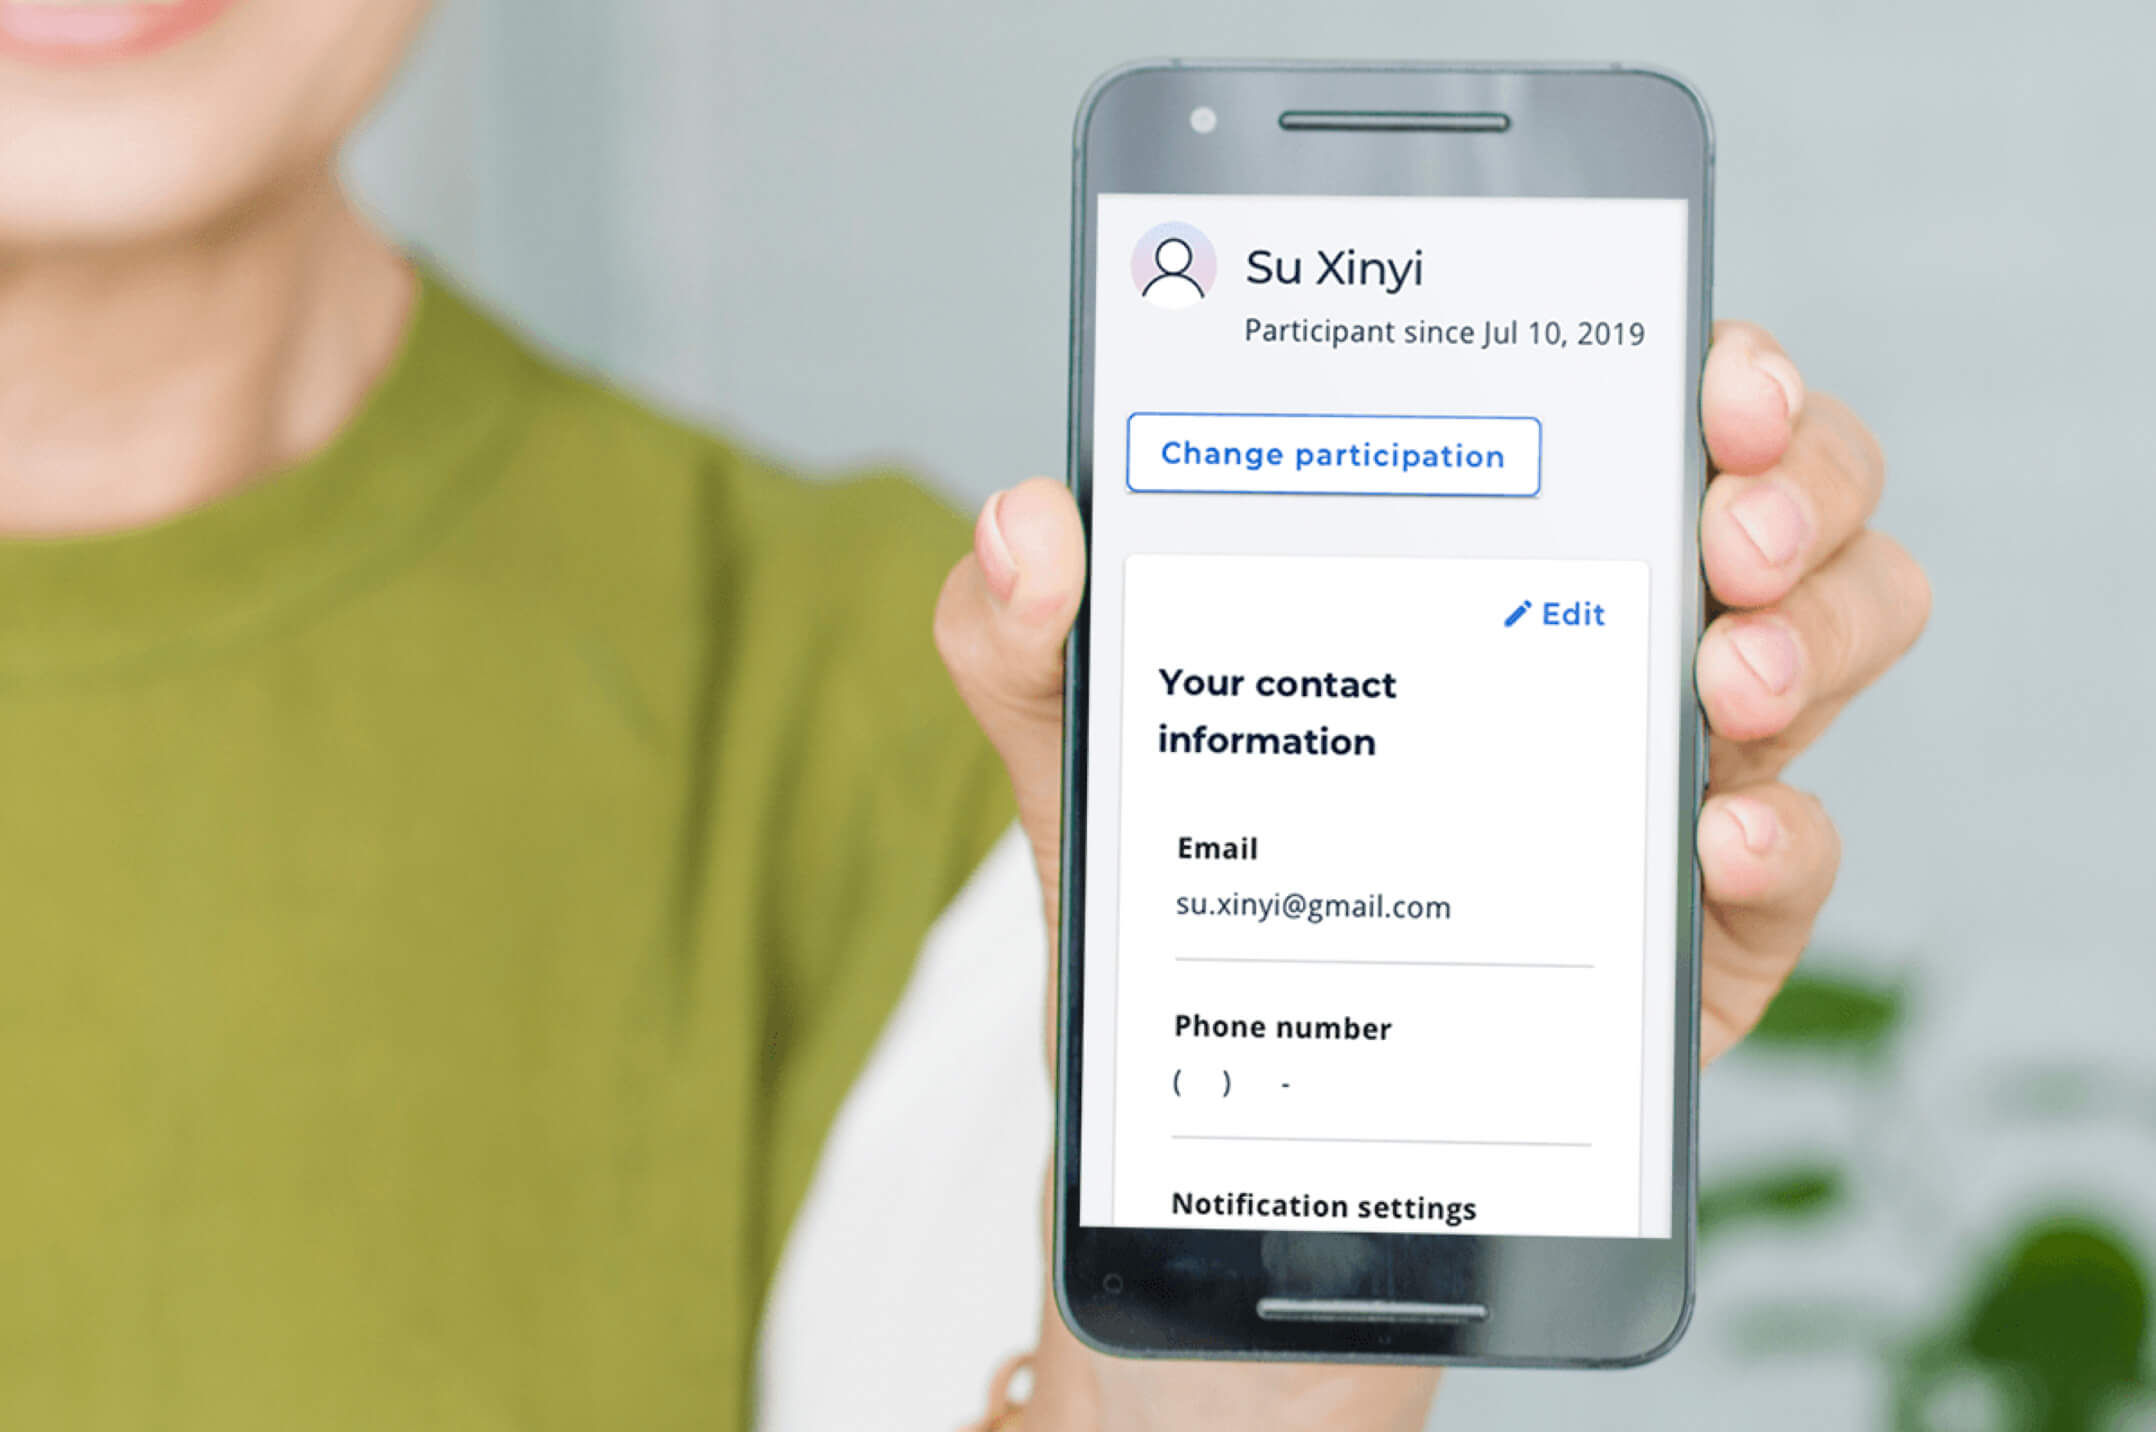 Su Xinyi
Participant since Jul 10, 2019
Change participation
Edit
Your contact
information
Email
su.xinyi@gmail.com
Phone number
( ) -
Notification settings